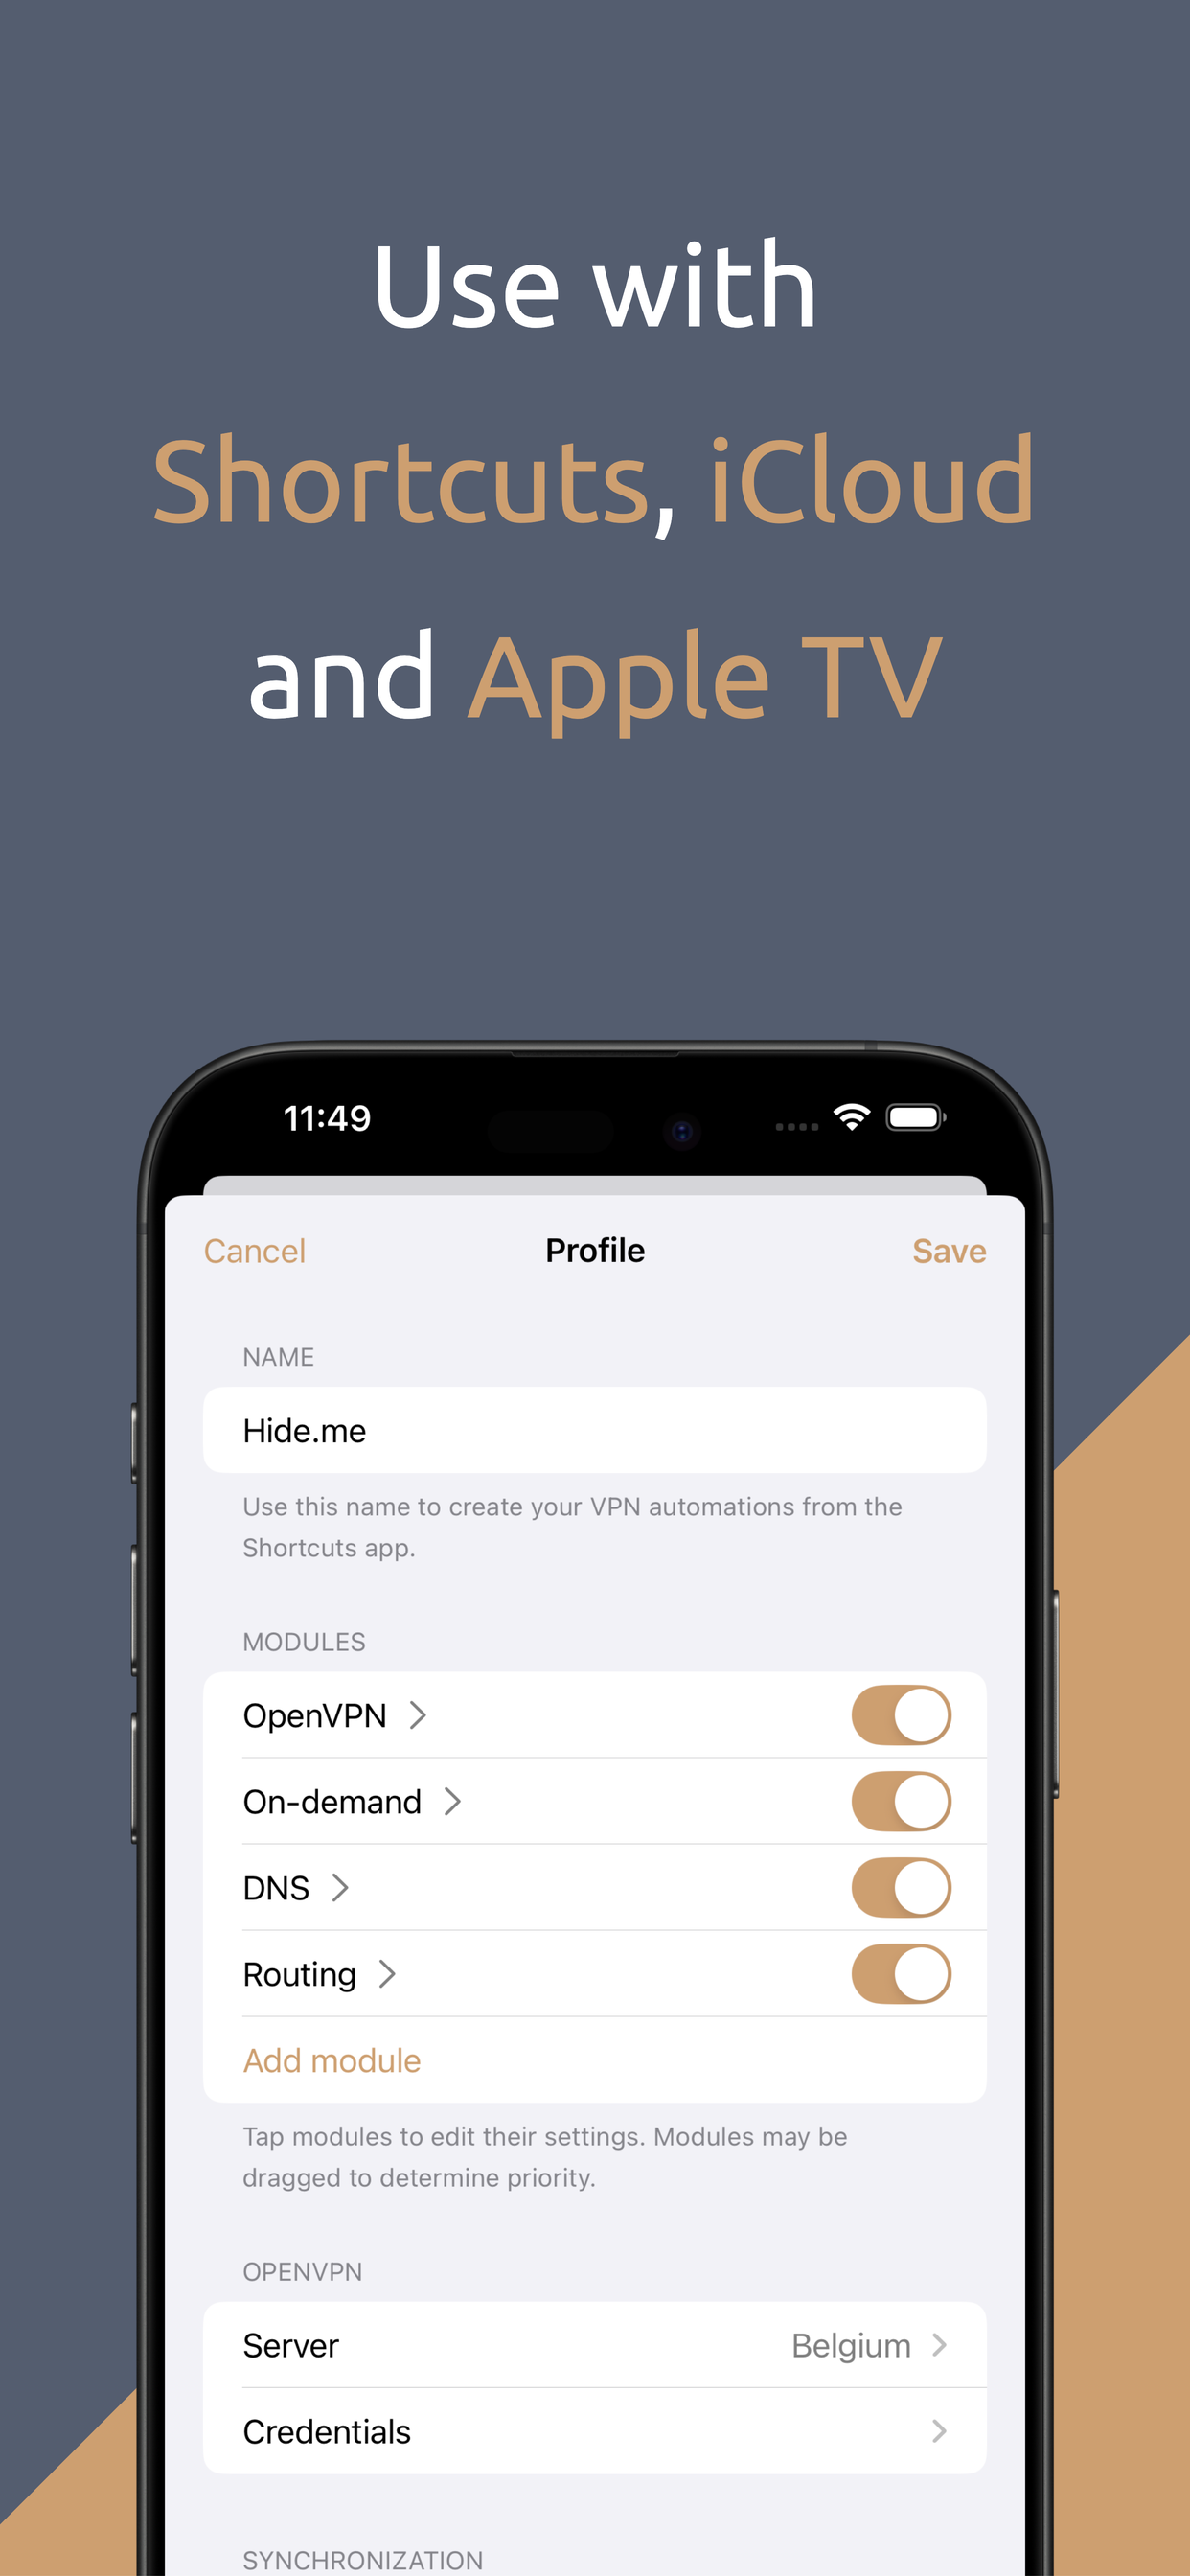 Use with
Shortcuts, iCloud
and Apple TV
11:49
Cancel Profile Save
NAME
Hide.me
Use this name to create your VPN automations from the
Shortcuts app.
MODULES
OpenVPN
On-demand
DNS
Routing
Add module
Tap modules to edit their settings. Modules may be
dragged to determine priority.
OPENVPN
Server Belgium
Credentials
SYNCHRONIZATION